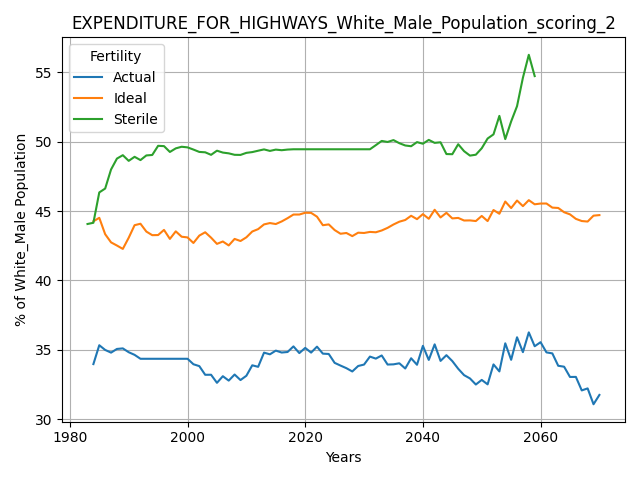 EXPENDITURE_FOR_HIGHWAYS_White_Male_Population_scoring_2
Fertility
Actual
Ideal
Sterile
% of White_Male Population
55
50
45
40
35
30
1980
2000
2020
2040
2060
Years